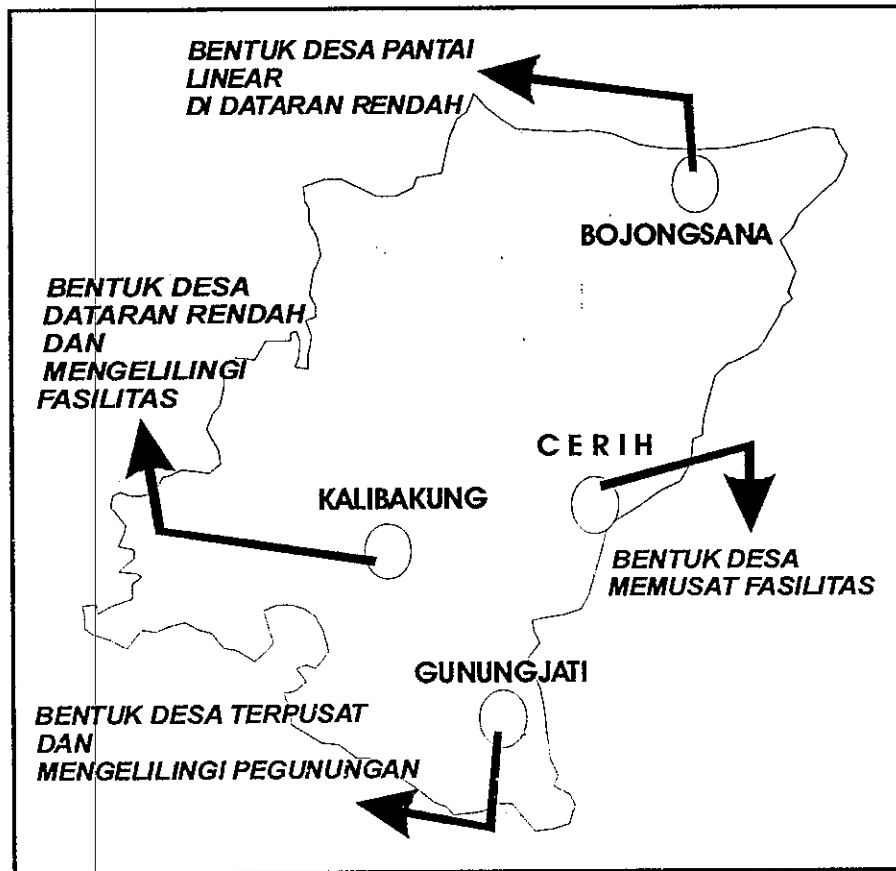 BENTUK DESA PANTAI
LINEAR
DI DATARAN RENDAH
BOJONGSANA
BENTUK DESA
DATARAN RENDAH
DAN
MENGELILINGI
FASILITAS
CERIH
KALIBAKUNG
BENTUK DESA
MEMUSAT FASILITAS
GUNUNGJATI
BENTUK DESA TERPUSAT
DAN
MENGELILINGI PEGUNUNGAN